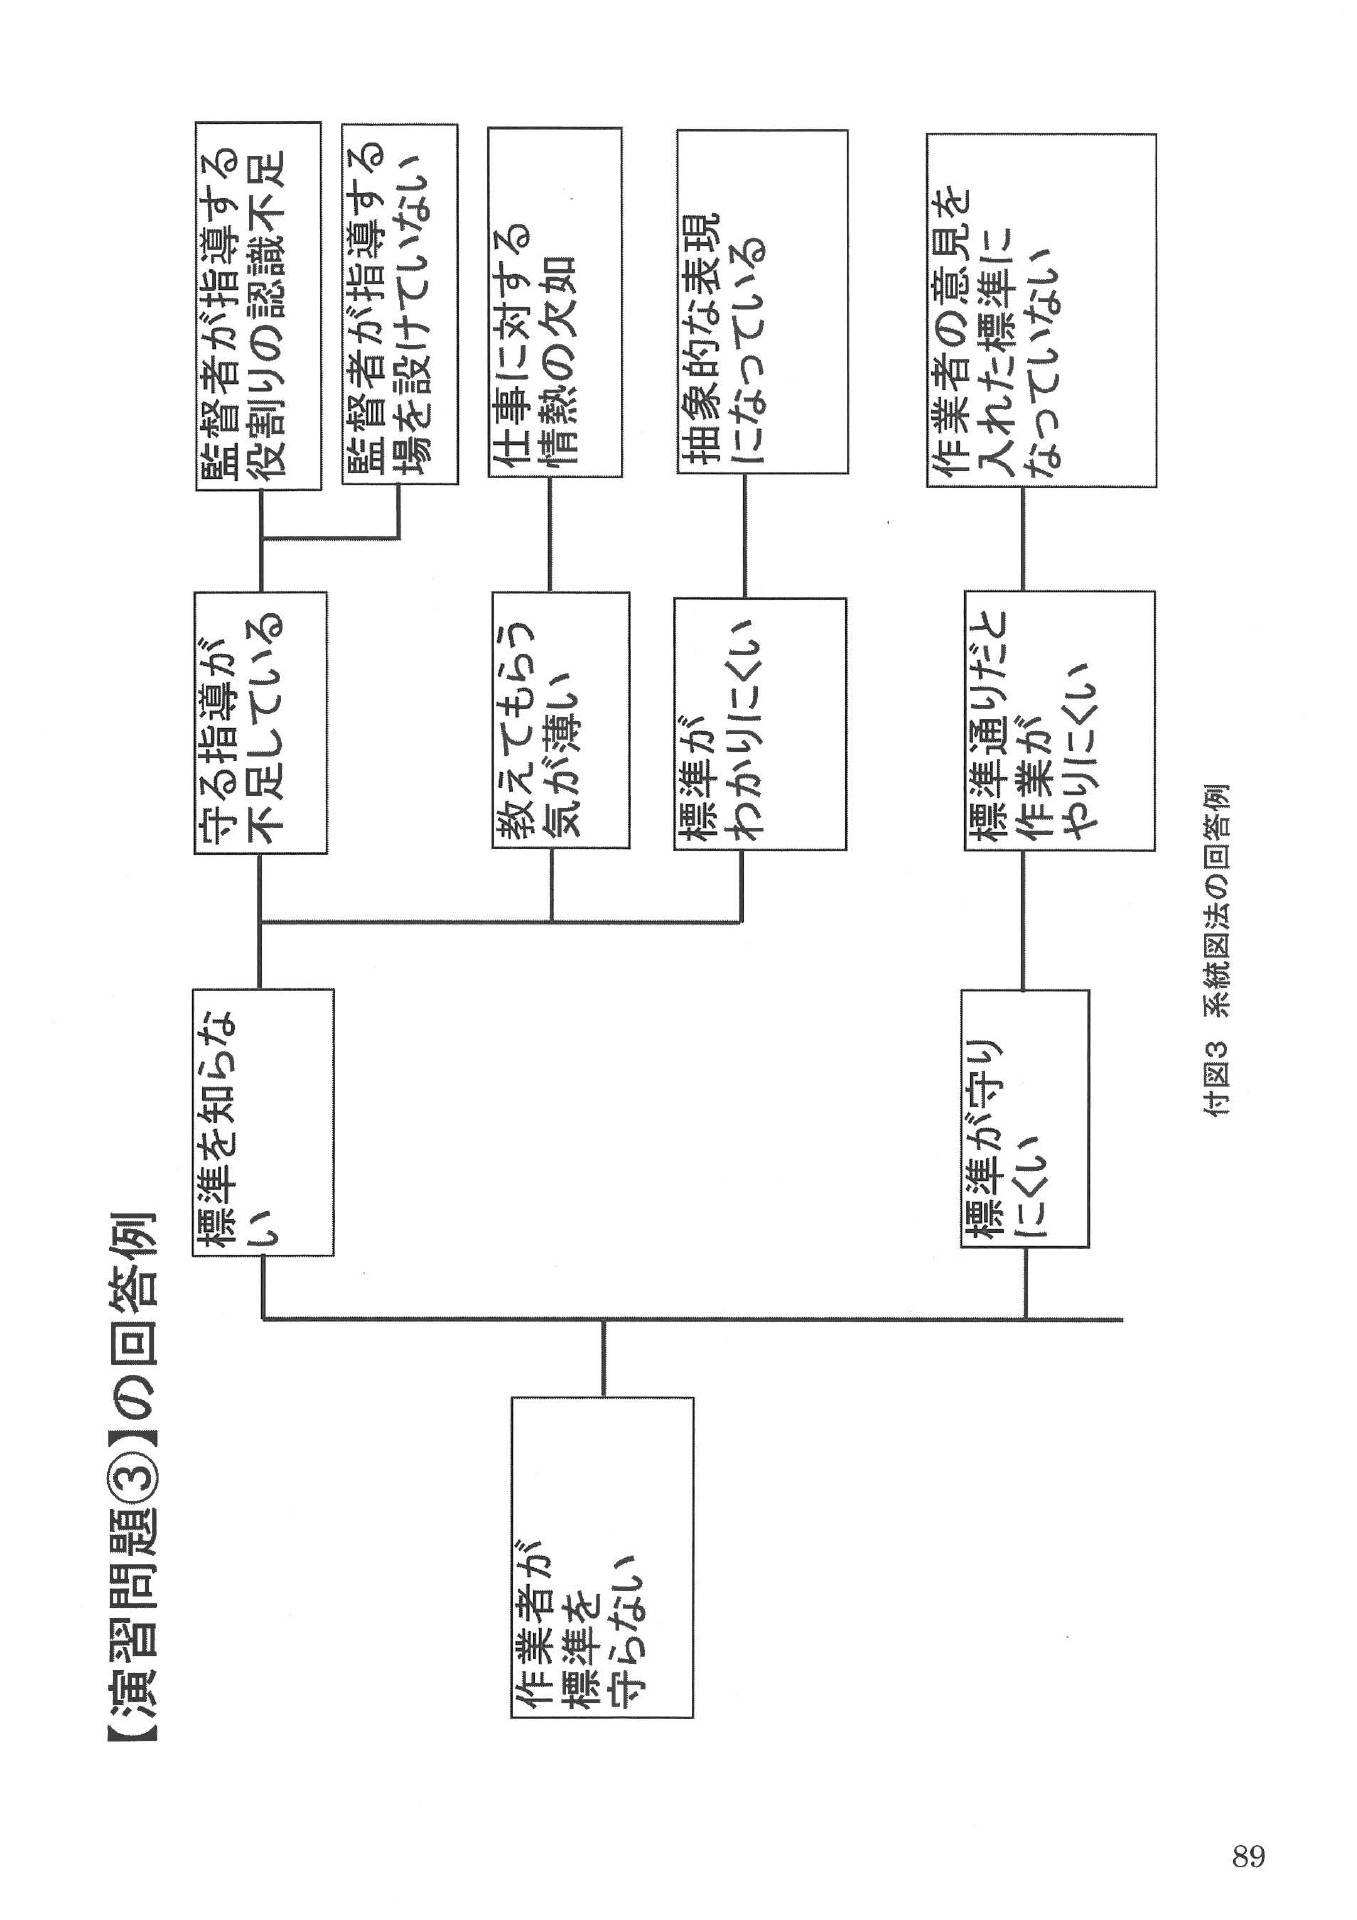 【演習問題③】の回答例
作業者が
標準を
守らない
標準を知らな
い
守る指導が
不足している
監督者が指導する
役割りの認識不足
監督者が指導する
場を設けていない
教えてもらう
気が薄い
仕事に対する
情熱の欠如
標準が
わかりにくい
抽象的な表現
になっている
標準が守り
にくい
標準通りだと
作業が
やりにくい
作業者の意見を
入れた標準に
なっていない
付図3　系統図法の回答例
89